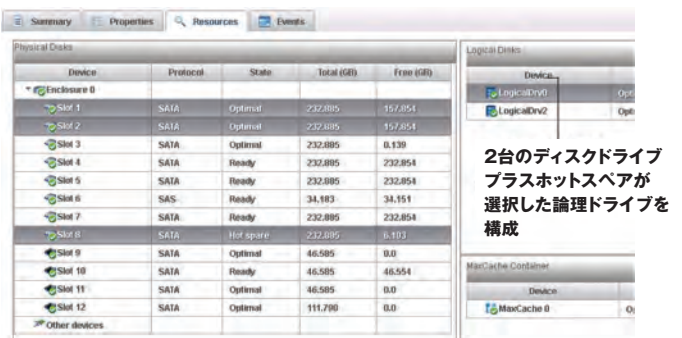 Summary Properties Resources Events
Physical Disks
Device Protocol State Total (GB) Free (GB)
Enclosure 0
Slot 1 SATA Optimal 232.885 157.854
Slot 2 SATA Optimal 232.885 157.854
Slot 3 SATA Optimal 232.885 0.139
Slot 4 SATA Ready 232.885 232.854
Slot 5 SATA Ready 232.885 232.854
Slot 6 SAS Ready 34.183 34.151
Slot 7 SATA Ready 232.885 232.854
Slot 8 SATA Hot spare 232.885 6.103
Slot 9 SATA Optimal 46.585 0.0
Slot 10 SATA Ready 46.585 46.554
Slot 11 SATA Optimal 46.585 0.0
Slot 12 SATA Optimal 111.790 0.0
Other devices
Logical Disks
Device
LogicalDrv0 Opt
LogicalDrv2 Opt
2台のディスクドライブ
プラスホットスペアが
選択した論理ドライブを
構成
MaxCache Container
Device
MaxCache 0 O